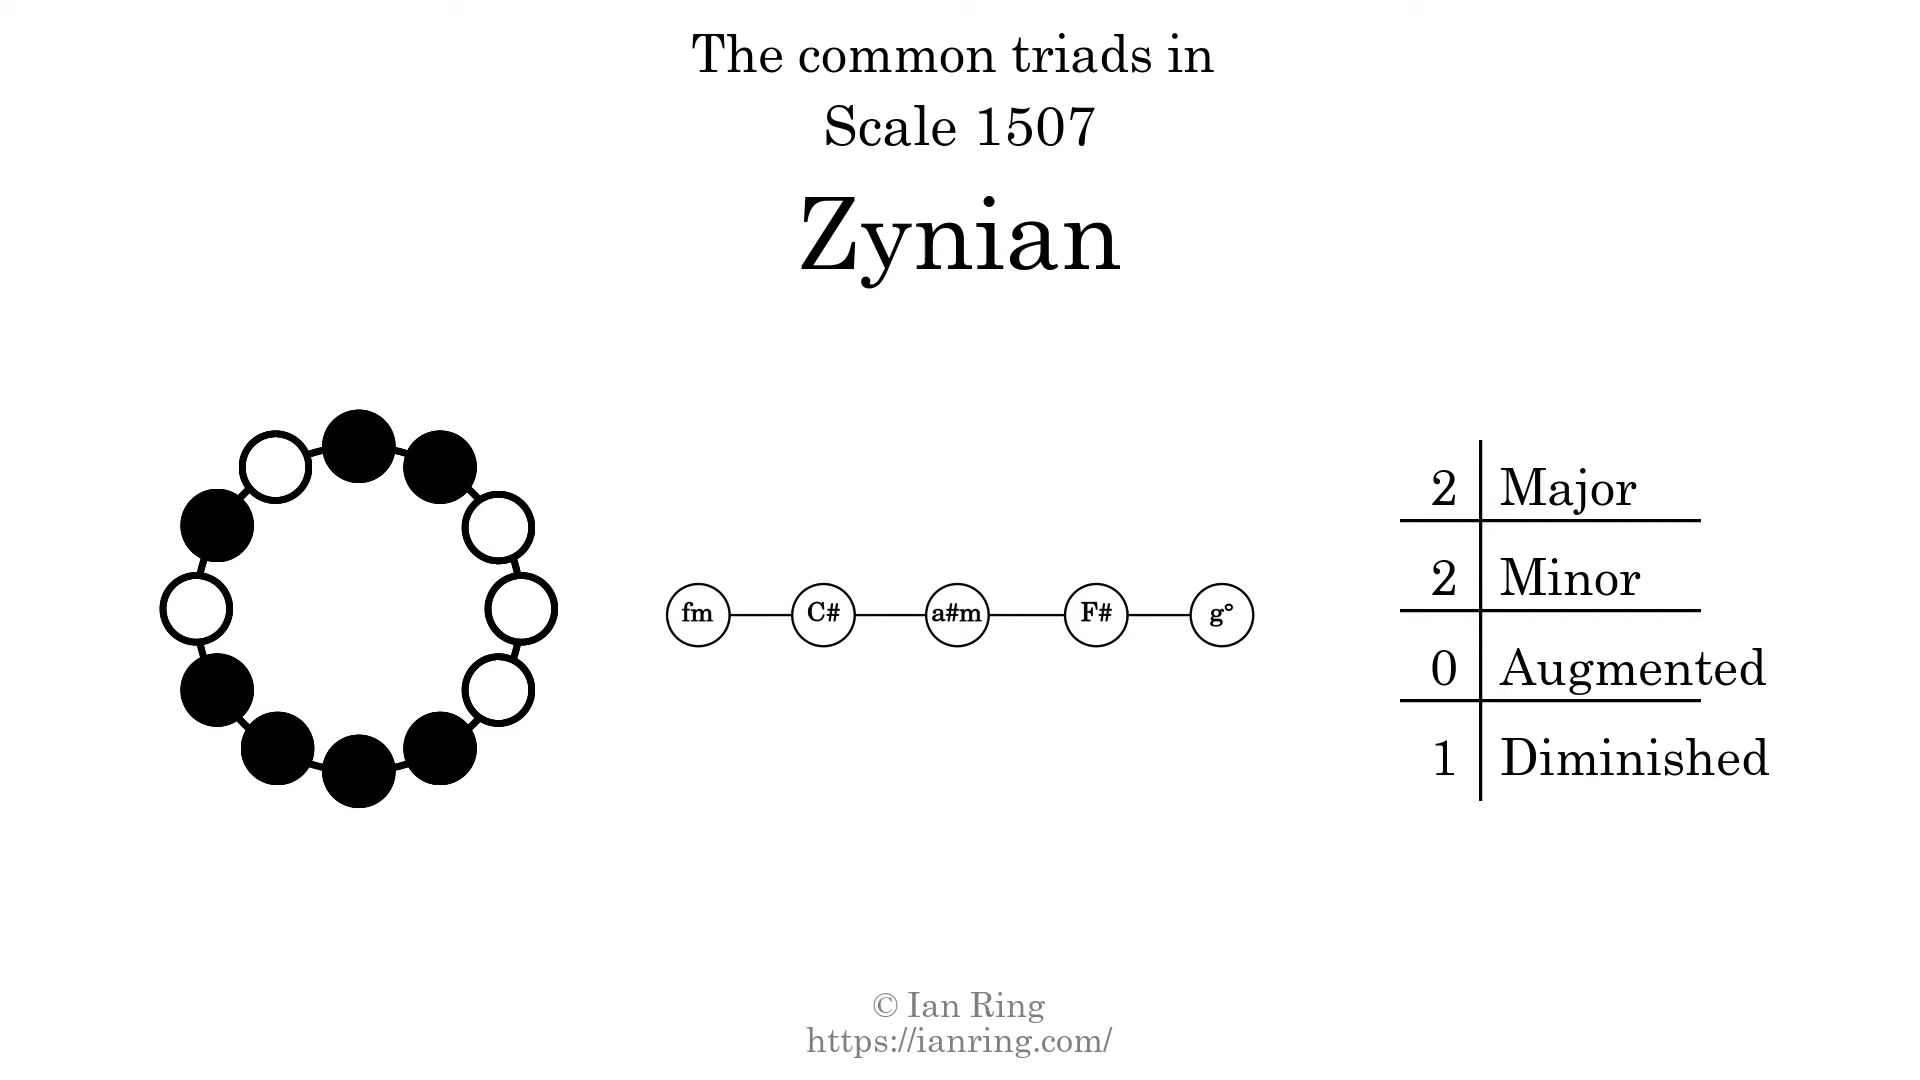 The common triads in
Scale 1507
Zynian
fm C# a#m F# g°
2 Major
2 Minor
0 Augmented
1 Diminished
© Ian Ring
https://ianring.com/